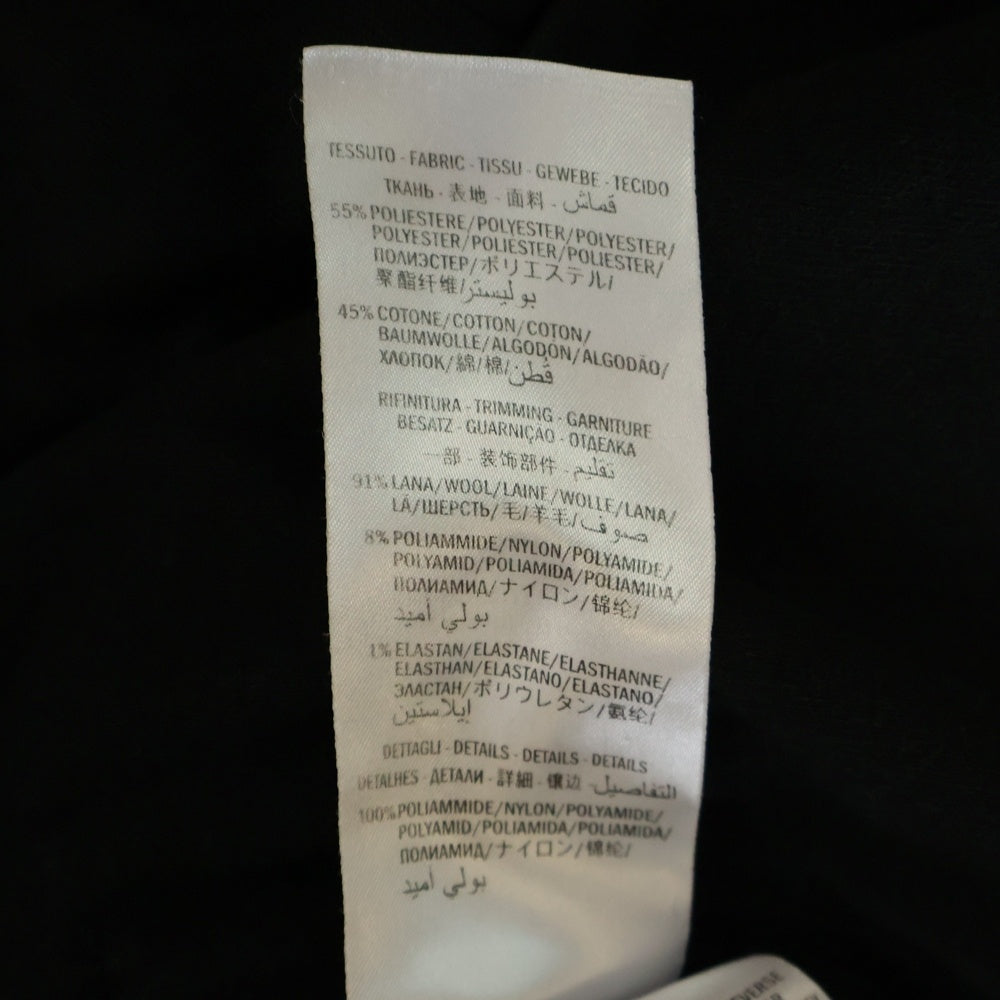 TESSUTO - FABRIC - TISSU - GEWEBE - TECIDO
ТКАНЬ - 表地 - 面料 - قماش
55% POLIESTERE/POLYESTER/POLYESTER/
POLYESTER/POLIESTER/POLIESTER/
ПОЛИЭСТЕР/ポリエステル/
聚酯纤维/بوليستر
45% COTONE/COTTON/COTON/
BAUMWOLLE/ALGODÓN/ALGODÃO/
ХЛОПОК/綿/棉/قطن
RIFINITURA - TRIMMING - GARNITURE
BESATZ - GUARNIÇÃO - ОТДЕЛКА
一部 - 装饰部件 - تقليم
91% LANA/WOOL/LAINE/WOLLE/LANA/
LÃ/ШЕРСТЬ/毛/羊毛/صوف
8% POLIAMMIDE/NYLON/POLYAMIDE/
POLYAMID/POLIAMIDA/POLIAMIDA/
ПОЛИАМИД/ナイロン/锦纶/
بولي أميد
1% ELASTAN/ELASTANE/ELASTHANNE/
ELASTHAN/ELASTANO/ELASTANO/
ЭЛАСТАН/ポリウレタン/氨纶/
إيلاستين
DETTAGLI - DETAILS - DETAILS - DETAILS
DETALHES - ДЕТАЛИ - 詳細 - 镶边 - التفاصيل
100% POLIAMMIDE/NYLON/POLYAMIDE/
POLYAMID/POLIAMIDA/POLIAMIDA/
ПОЛИАМИД/ナイロン/锦纶/
بولي أميد